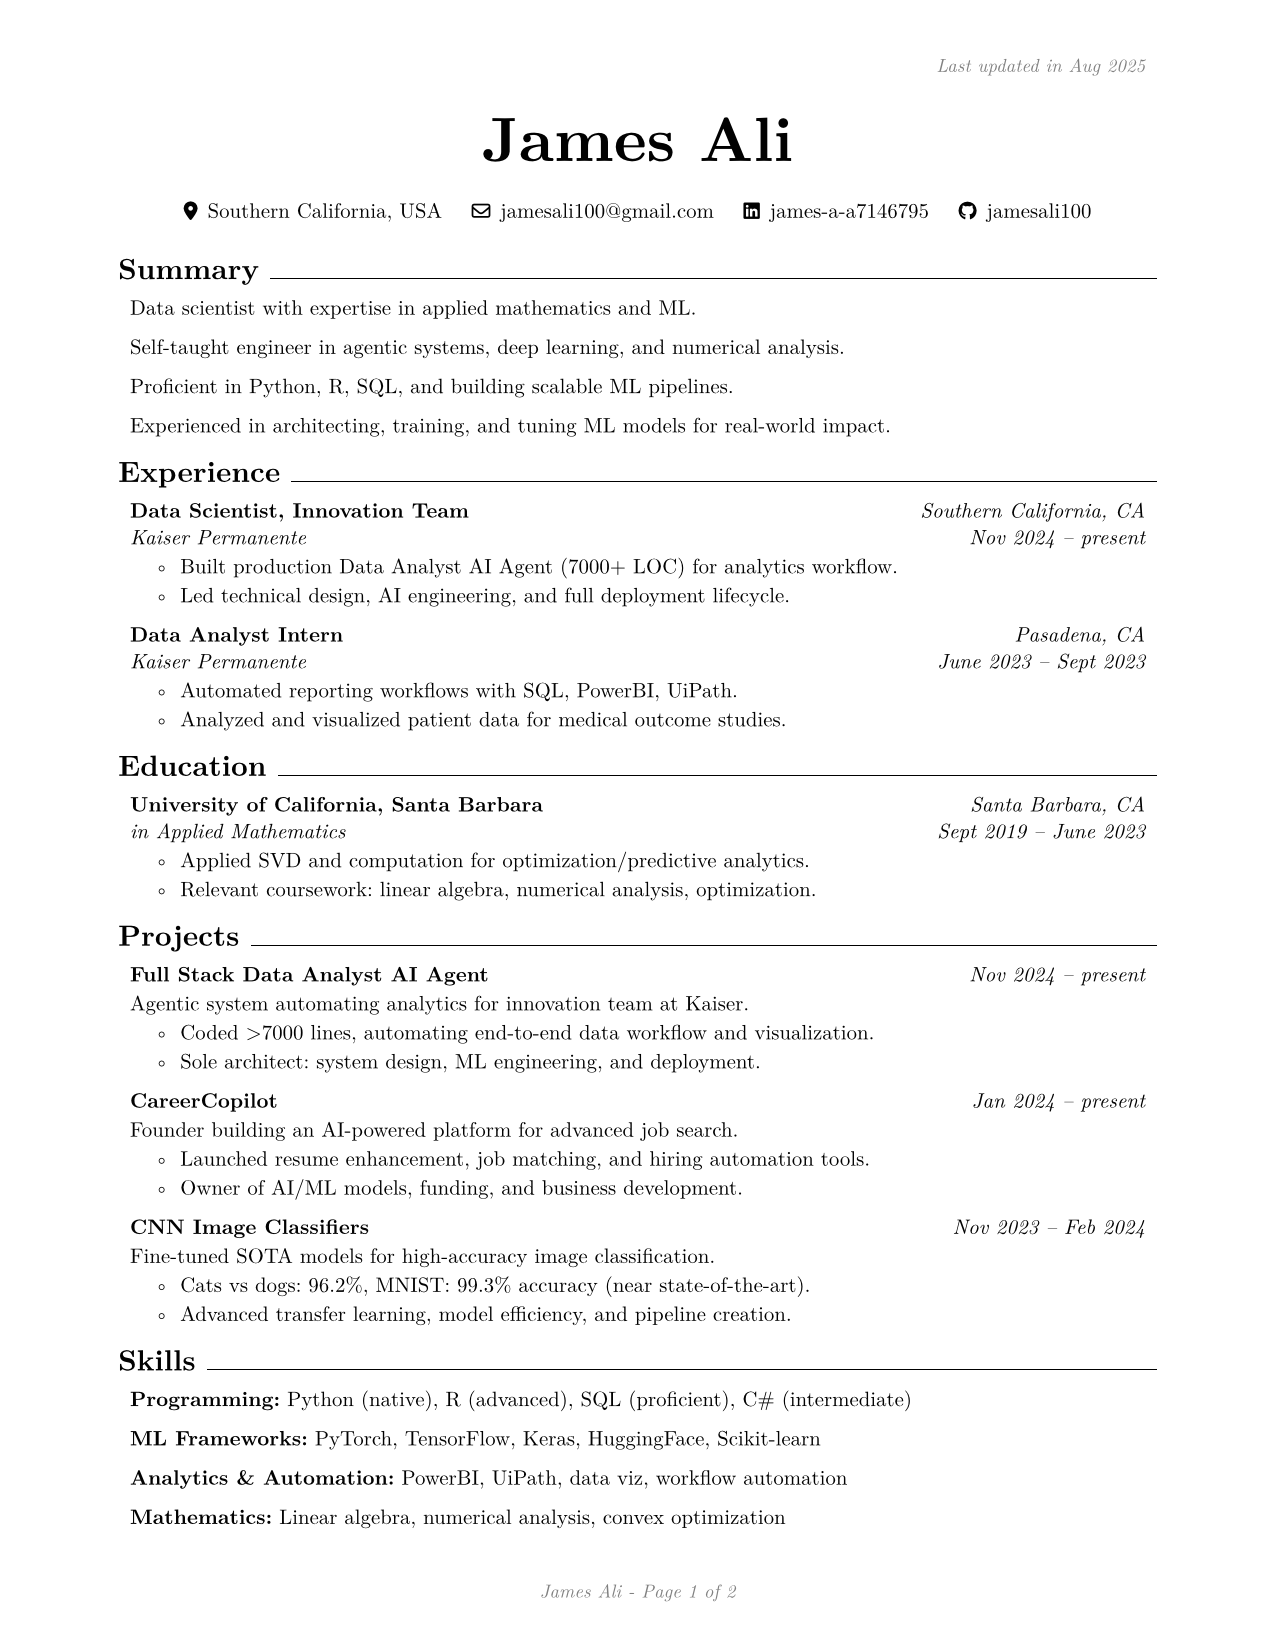 Last updated in Aug 2025
James Ali
Southern California, USA jamesali100@gmail.com james-a-a7146795 jamesali100
Summary
Data scientist with expertise in applied mathematics and ML.
Self-taught engineer in agentic systems, deep learning, and numerical analysis.
Proficient in Python, R, SQL, and building scalable ML pipelines.
Experienced in architecting, training, and tuning ML models for real-world impact.
Experience
Data Scientist, Innovation Team Southern California, CA
Kaiser Permanente Nov 2024 – present
◦ Built production Data Analyst AI Agent (7000+ LOC) for analytics workflow.
◦ Led technical design, AI engineering, and full deployment lifecycle.
Data Analyst Intern Pasadena, CA
Kaiser Permanente June 2023 – Sept 2023
◦ Automated reporting workflows with SQL, PowerBI, UiPath.
◦ Analyzed and visualized patient data for medical outcome studies.
Education
University of California, Santa Barbara Santa Barbara, CA
in Applied Mathematics Sept 2019 – June 2023
◦ Applied SVD and computation for optimization/predictive analytics.
◦ Relevant coursework: linear algebra, numerical analysis, optimization.
Projects
Full Stack Data Analyst AI Agent Nov 2024 – present
Agentic system automating analytics for innovation team at Kaiser.
◦ Coded >7000 lines, automating end-to-end data workflow and visualization.
◦ Sole architect: system design, ML engineering, and deployment.
CareerCopilot Jan 2024 – present
Founder building an AI-powered platform for advanced job search.
◦ Launched resume enhancement, job matching, and hiring automation tools.
◦ Owner of AI/ML models, funding, and business development.
CNN Image Classifiers Nov 2023 – Feb 2024
Fine-tuned SOTA models for high-accuracy image classification.
◦ Cats vs dogs: 96.2%, MNIST: 99.3% accuracy (near state-of-the-art).
◦ Advanced transfer learning, model efficiency, and pipeline creation.
Skills
Programming: Python (native), R (advanced), SQL (proficient), C# (intermediate)
ML Frameworks: PyTorch, TensorFlow, Keras, HuggingFace, Scikit-learn
Analytics & Automation: PowerBI, UiPath, data viz, workflow automation
Mathematics: Linear algebra, numerical analysis, convex optimization
James Ali - Page 1 of 2